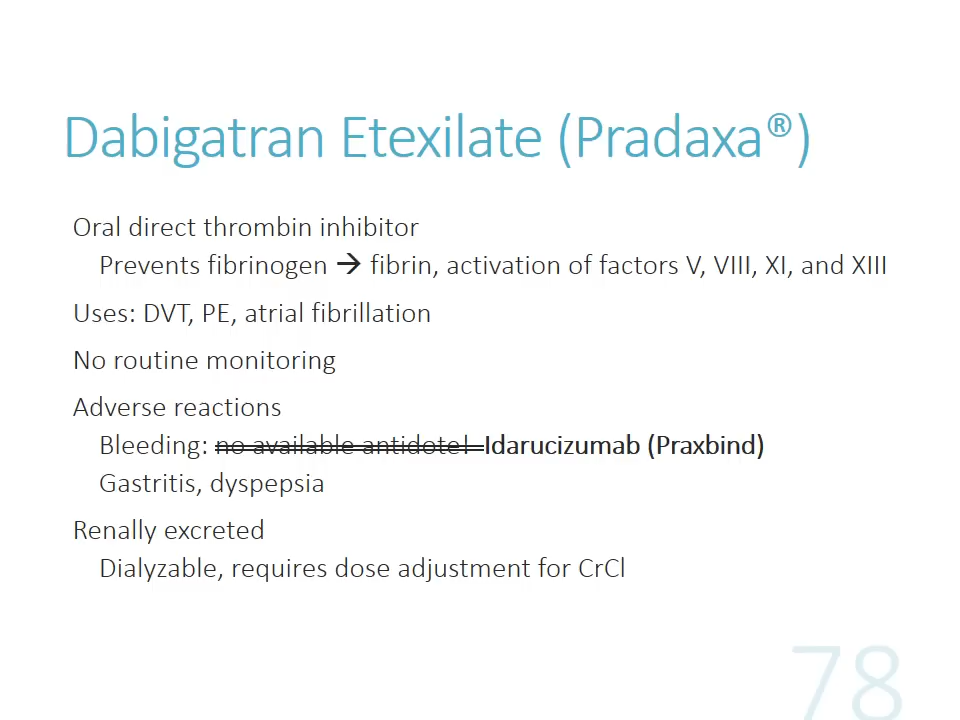 Dabigatran Etexilate (Pradaxa®)
Oral direct thrombin inhibitor
Prevents fibrinogen → fibrin, activation of factors V, VIII, XI, and XIII
Uses: DVT, PE, atrial fibrillation
No routine monitoring
Adverse reactions
Bleeding: no available antidote! Idarucizumab (Praxbind)
Gastritis, dyspepsia
Renally excreted
Dialyzable, requires dose adjustment for CrCl
78